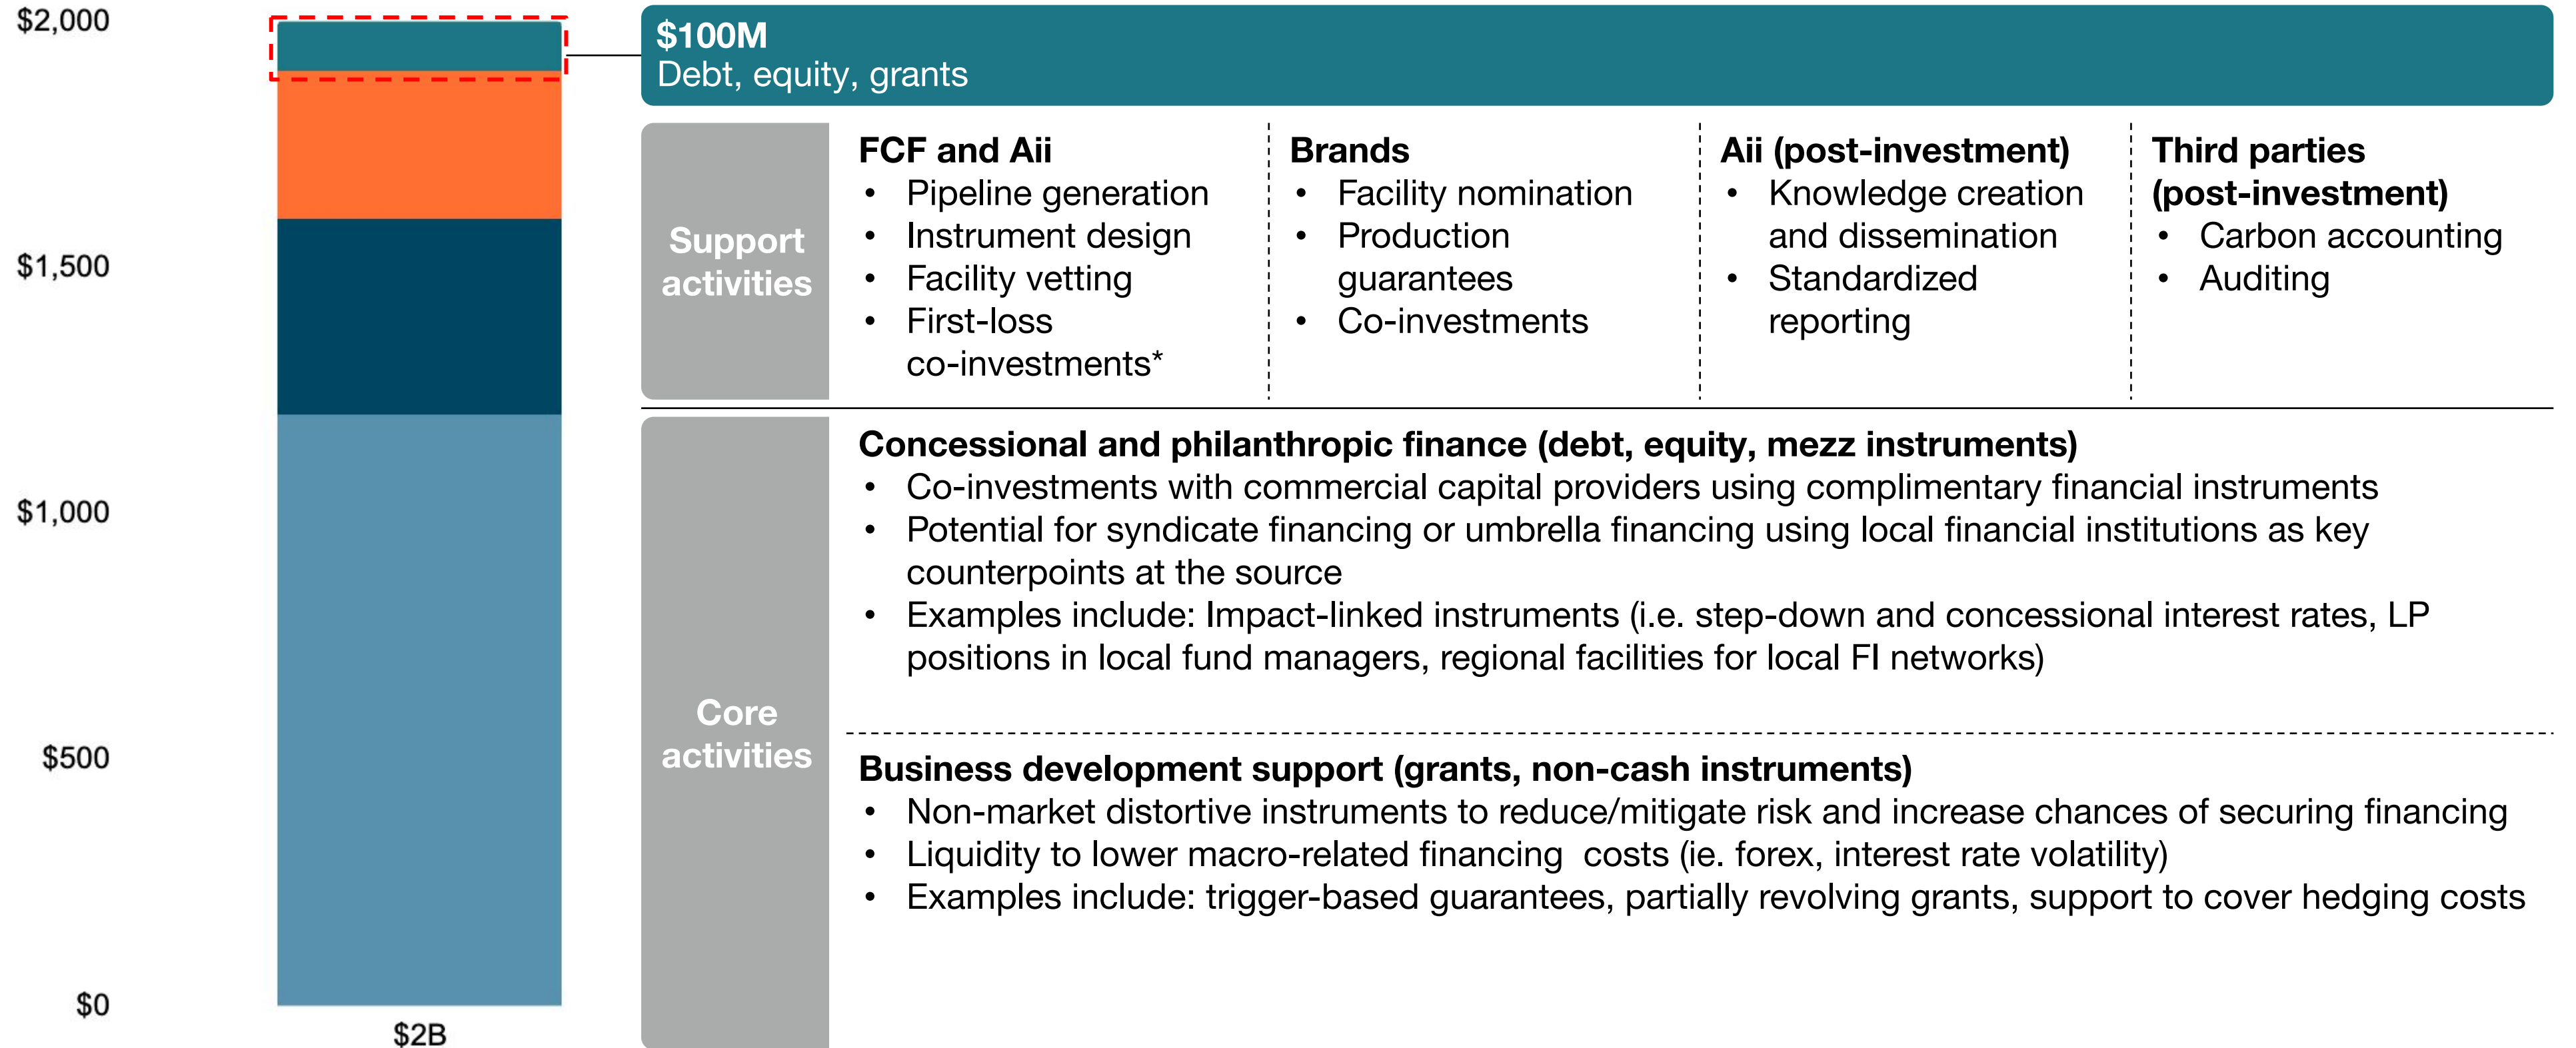 $2,000
$1,500
$1,000
$500
$0
$2B
$100M
Debt, equity, grants
Support
activities
FCF and Aii
• Pipeline generation
• Instrument design
• Facility vetting
• First-loss
co-investments*
Brands
• Facility nomination
• Production
guarantees
• Co-investments
Aii (post-investment)
• Knowledge creation
and dissemination
• Standardized
reporting
Third parties
(post-investment)
• Carbon accounting
• Auditing
Core
activities
Concessional and philanthropic finance (debt, equity, mezz instruments)
• Co-investments with commercial capital providers using complimentary financial instruments
• Potential for syndicate financing or umbrella financing using local financial institutions as key
counterpoints at the source
• Examples include: Impact-linked instruments (i.e. step-down and concessional interest rates, LP
positions in local fund managers, regional facilities for local FI networks)
Business development support (grants, non-cash instruments)
• Non-market distortive instruments to reduce/mitigate risk and increase chances of securing financing
• Liquidity to lower macro-related financing  costs (ie. forex, interest rate volatility)
• Examples include: trigger-based guarantees, partially revolving grants, support to cover hedging costs